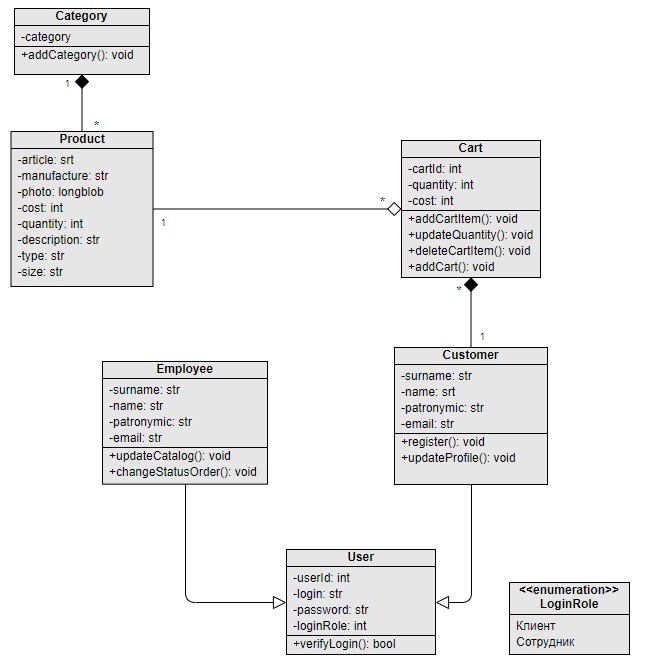 Category
-category
+addCategory(): void
1
*
Product
-article: srt
-manufacture: str
-photo: longblob
-cost: int
-quantity: int
-description: str
-type: str
-size: str
1
*
Cart
-cartId: int
-quantity: int
-cost: int
+addCartItem(): void
+updateQuantity(): void
+deleteCartItem(): void
+addCart(): void
*
1
Employee
-surname: str
-name: str
-patronymic: str
-email: str
+updateCatalog(): void
+changeStatusOrder(): void
Customer
-surname: str
-name: srt
-patronymic: str
-email: str
+register(): void
+updateProfile(): void
User
-userId: int
-login: str
-password: str
-loginRole: int
+verifyLogin(): bool
<<enumeration>>
LoginRole
Клиент
Сотрудник